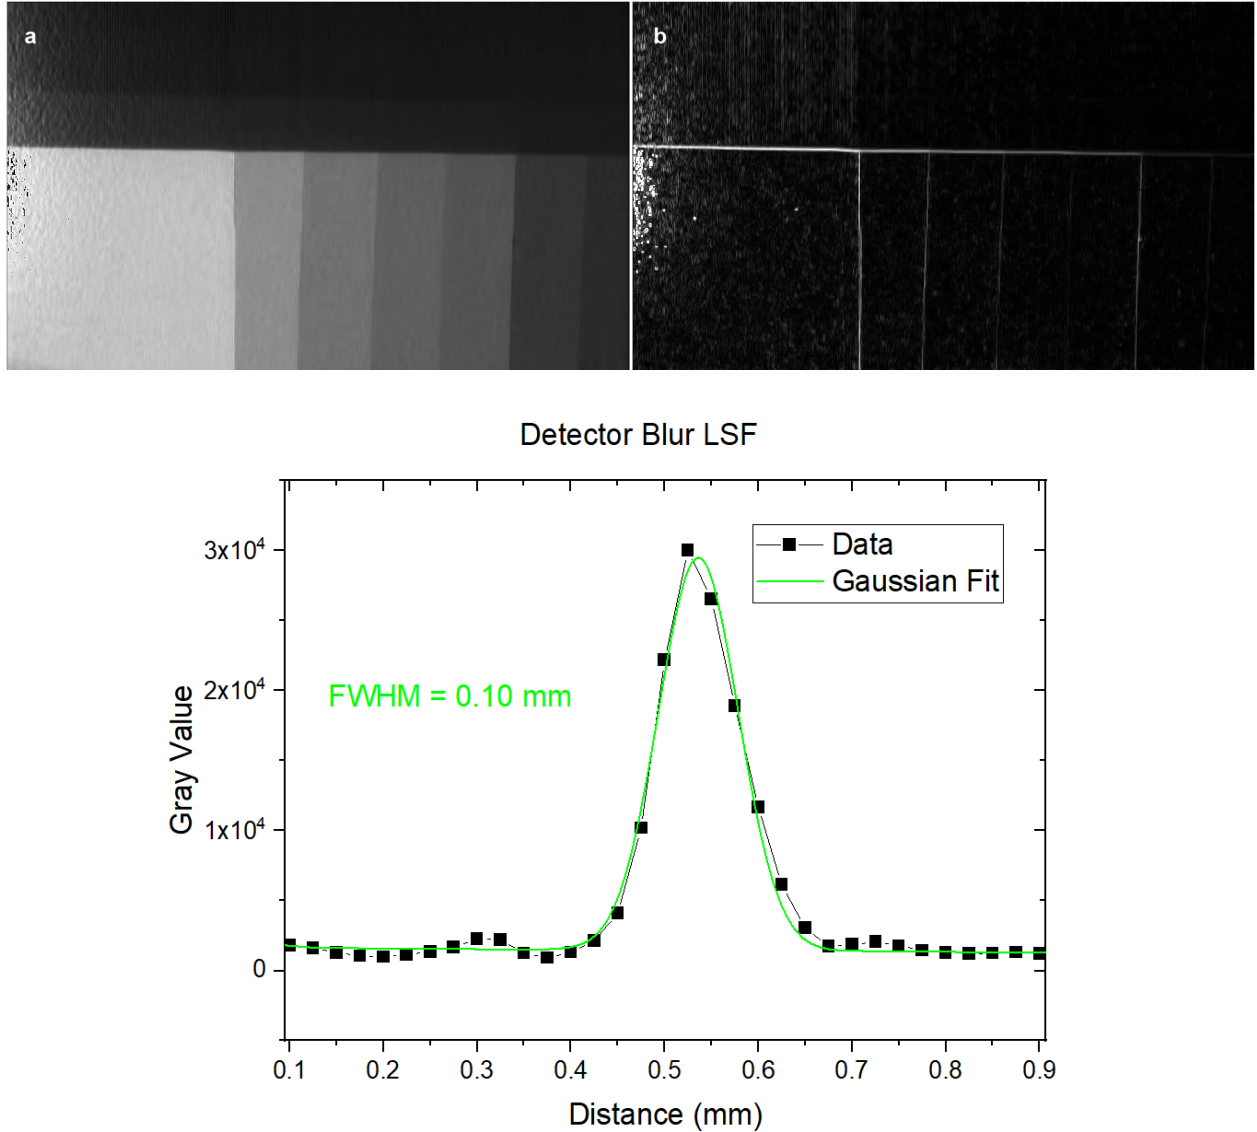 a
b
Detector Blur LSF
3x10⁴
2x10⁴
1x10⁴
0
Gray Value
Data
Gaussian Fit
FWHM = 0.10 mm
0.1 0.2 0.3 0.4 0.5 0.6 0.7 0.8 0.9
Distance (mm)